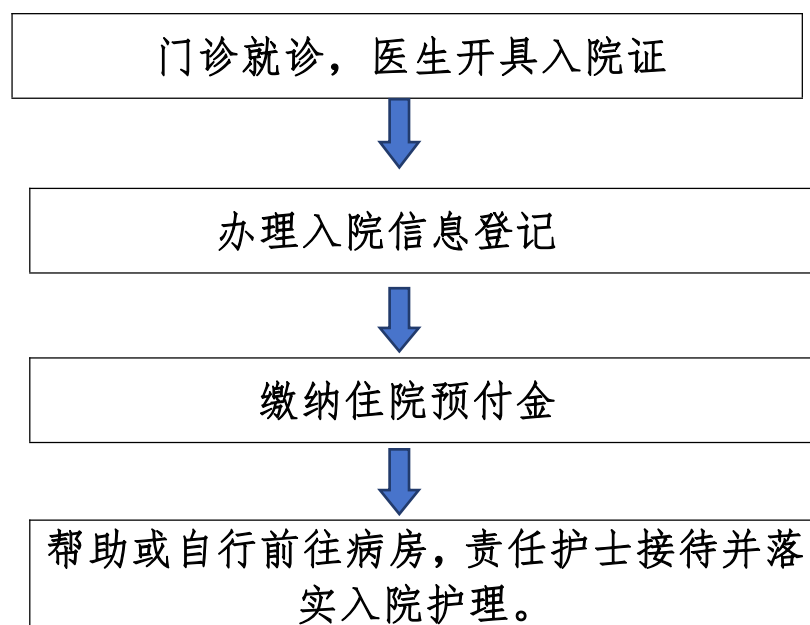 门诊就诊，医生开具入院证
办理入院信息登记
缴纳住院预付金
帮助或自行前往病房，责任护士接待并落
实入院护理。